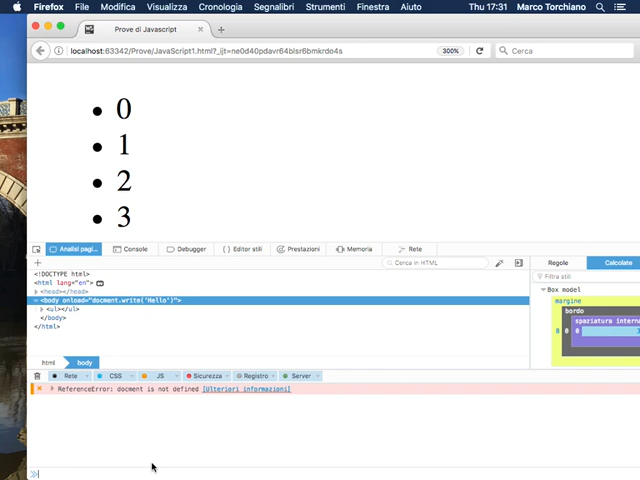 Firefox File Modifica Visualizza Cronologia Segnalibri Strumenti Finestra Aiuto Thu 17:31 Marco Torchiano
Prove di Javascript
localhost:63342/Prove/JavaScript1.html?_ijt=ne0d40pdavr64blsr6bmkrdo4s 300% Cerca
0
1
2
3
Analisi pagi... Console Debugger Editor stili Prestazioni Memoria Rete
Cerca in HTML Regole Calcolate
Filtra stili
<!DOCTYPE html>
<html lang="en">
<head></head>
<body onload="docment.write('Hello')">
<ul></ul>
</body>
</html>
Box model
margine
bordo
spaziatura intern
8 0 0
html body
Rete CSS JS Sicurezza Registro Server
ReferenceError: docment is not defined [Ulteriori informazioni]